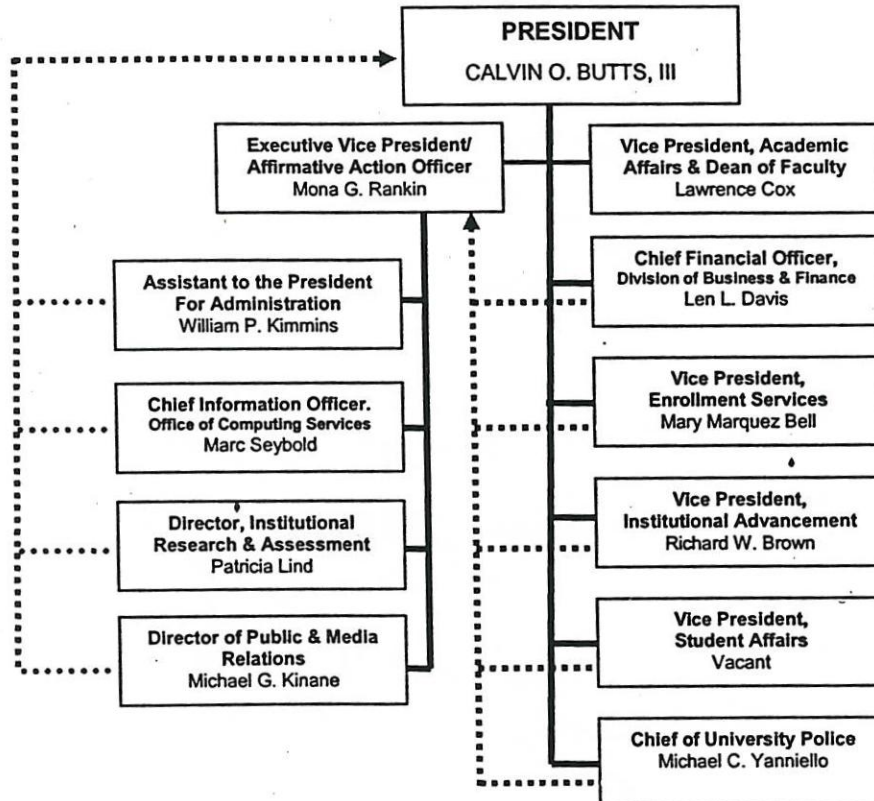 PRESIDENT
CALVIN O. BUTTS, III
Executive Vice President/
Affirmative Action Officer
Mona G. Rankin
Vice President, Academic
Affairs & Dean of Faculty
Lawrence Cox
Assistant to the President
For Administration
William P. Kimmins
Chief Financial Officer,
Division of Business & Finance
Len L. Davis
Chief Information Officer.
Office of Computing Services
Marc Seybold
Vice President,
Enrollment Services
Mary Marquez Bell
Director, Institutional
Research & Assessment
Patricia Lind
Vice President,
Institutional Advancement
Richard W. Brown
Director of Public & Media
Relations
Michael G. Kinane
Vice President,
Student Affairs
Vacant
Chief of University Police
Michael C. Yanniello